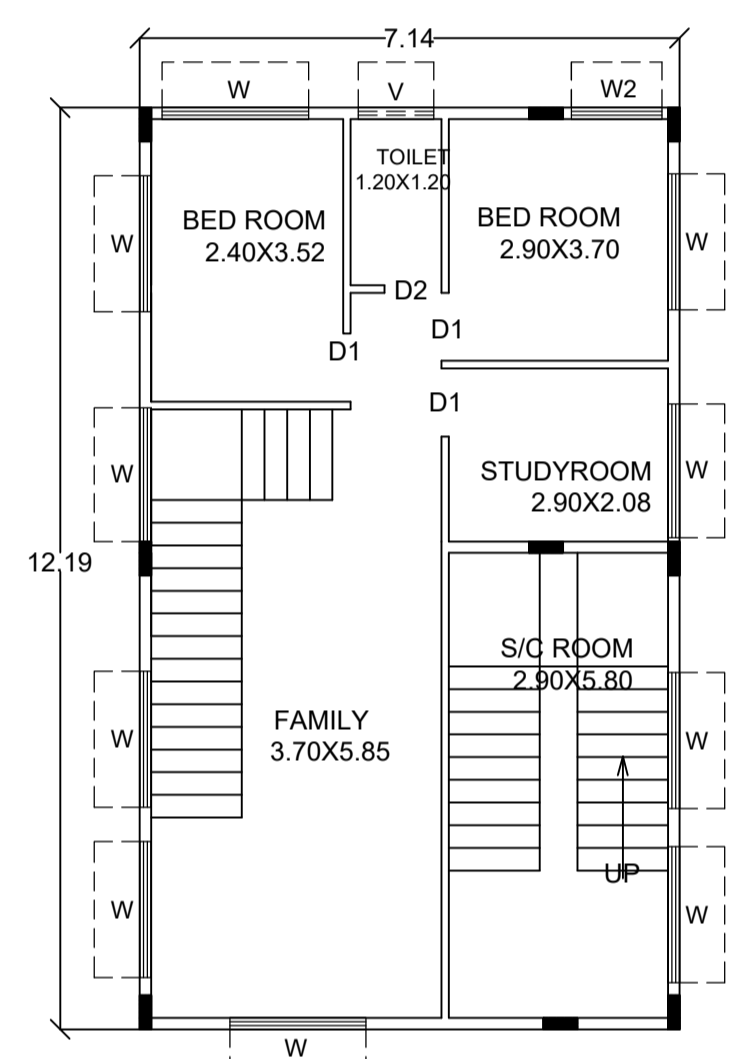 7.14
W
V
W2
TOILET
1.20X1.20
BED ROOM
2.40X3.52
BED ROOM
2.90X3.70
W
W
D2
D1
D1
D1
W
STUDYROOM
2.90X2.08
W
12.19
S/C ROOM
2.90X5.80
FAMILY
3.70X5.85
W
W
UP
W
W
W